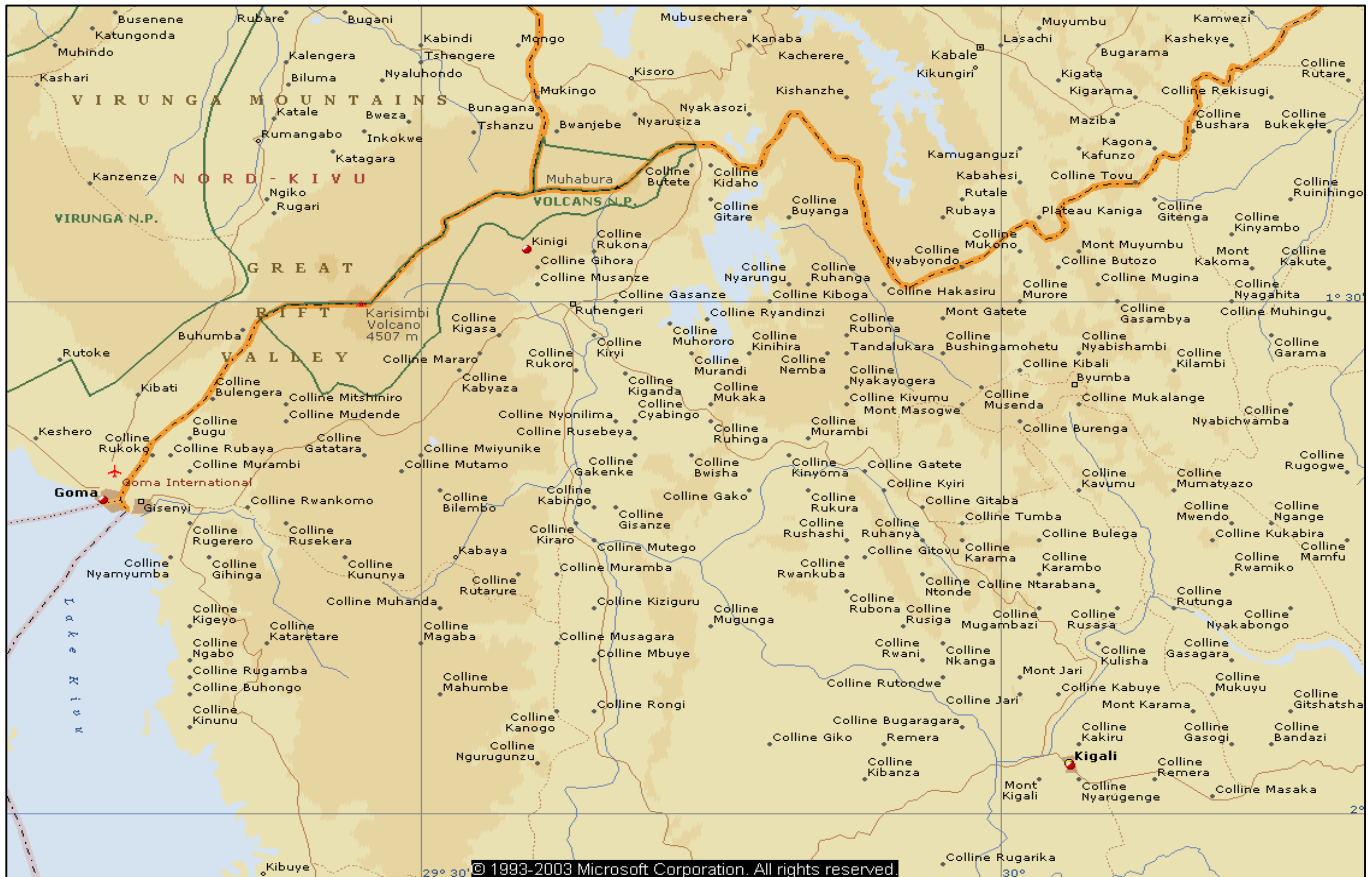 Busenene
Rubare
Bugani
Mubusechera
Kamwezi
Katungonda
Muyumbu
Muhindo
Kalengera
Kabindi
Mongo
Kanaba
Kabale
Lasachi
Kashekye
Tshengere
Kacherere
Bugarama
Kashari
Biluma
Nyaluhondo
Kisoro
Kikungiri
Kigata
Colline
Rutare
VIRUNGA MOUNTAINS
Mukingo
Kishanzhe
Kigarama
Colline Rekisugi
Katale
Bweza
Bunagana
Nyakasozi
Maziba
Colline
Bushara
Colline
Bukekele
Rumangabo
Inkokwe
Tshanzu
Bwanjebe
Nyarusiza
Katagara
Kamuganguzi
Kafunzo
Kagona
Kanzenze
NORD-KIVU
Muhabura
Colline
Butete
Colline
Kidaho
Kabahesi
Colline Tovu
Colline
Ruinihingo
Ngiko
Rutale
Rugari
VOLCANS N.P.
Colline
Gitare
Colline
Buyanga
Rubaya
Plateau Kaniga
Colline
Gitenga
VIRUNGA N.P.
Colline
Kinyambo
Kinigi
Colline
Rukona
Colline
Nyabyondo
Colline
Mukono
Mont Muyumbu
Mont
Kakoma
Colline
Kakute
GREAT
Colline Gihora
Colline
Nyarungu
Colline
Ruhanga
Colline Butozo
Colline Musanze
Colline Mugina
Colline Gasanze
Colline Kiboga
Colline Hakasiru
Colline
Murore
Colline
Nyagahita
1° 30'
RIFT
Karisimbi
Volcano
4507 m
Ruhengeri
Colline Ryandinzi
Mont Gatete
Colline
Gasambya
Colline Muhingu
Colline
Kigasa
Colline
Muhororo
Colline
Rubona
Buhumba
Colline
Kiryi
Colline
Kinihira
Tandalukara
Colline
Bushingamohetu
Colline
Nyabishambi
Colline
Garama
Rutoke
VALLEY
Colline Mararo
Colline
Rukoro
Colline
Murandi
Colline
Nemba
Colline Kibali
Colline
Kilambi
Kibati
Colline
Bulengera
Colline
Kabyaza
Colline
Kiganda
Colline
Nyakayogera
Byumba
Colline Mitshiniro
Colline
Mukaka
Colline Kivumu
Colline
Musenda
Colline Mukalange
Colline Mudende
Colline Nyonilima
Colline
Cyabingo
Mont Masogwe
Colline
Nyabichwamba
Keshero
Colline
Bugu
Colline Rusebeya
Colline
Ruhinga
Colline
Murambi
Colline Burenga
Colline
Rukoko
Colline Rubaya
Colline
Gatatara
Colline Mwiyunike
Colline Murambi
Colline Mutamo
Colline
Gakenke
Colline
Bwisha
Colline
Kinyoma
Colline Gatete
Colline
Kavumu
Colline
Mumatyazo
Colline
Rugogwe
Goma International
Colline Kyiri
Goma
Gisenyi
Colline Rwankomo
Colline
Bilembo
Colline
Kabingo
Colline Gako
Colline
Rukura
Colline Gitaba
Colline
Mwendo
Colline
Ngange
Colline
Rugerero
Colline
Rusekera
Colline
Gisanze
Colline
Rushashi
Colline
Ruhanya
Colline Tumba
Colline
Kiraro
Colline Mutego
Colline Gitovu
Colline
Karama
Colline Bulega
Colline Kukabira
Colline
Mamfu
Colline
Nyamyumba
Colline
Gihinga
Colline
Kununya
Kabaya
Colline
Rutarure
Colline Muramba
Colline
Rwankuba
Colline
Karambo
Colline
Rwamiko
Colline
Ntonde
Colline Ntarabana
Lake Kivu
Colline
Kigeyo
Colline Muhanda
Colline Kiziguru
Colline
Rubona
Colline
Rutunga
Colline
Kataretare
Colline
Magaba
Colline
Mugunga
Colline
Rusiga
Colline
Mugambazi
Colline
Rusasa
Colline
Nyakabongo
Colline
Ngabo
Colline Musagara
Colline
Rwani
Colline
Nkanga
Colline
Kulisha
Colline
Gasagara
Colline Mbuye
Colline Rugamba
Mont Jari
Colline Buhongo
Colline
Mahumbe
Colline Rutondwe
Colline Kabuye
Colline
Mukuyu
Colline
Gitshatsha
Colline
Kinunu
Colline
Kanogo
Colline Rongi
Colline Jari
Mont Karama
Colline Bugaragara
Colline
Ngurugunzu
Colline Giko
Remera
Colline
Kakiru
Colline
Gasogi
Colline
Bandazi
Kigali
Colline
Kibanza
Mont
Kigali
Colline
Nyarugenge
Colline
Remera
Colline Masaka
2°
Kibuye
29° 30'
© 1993-2003 Microsoft Corporation. All rights reserved.
Colline Rugarika
30°